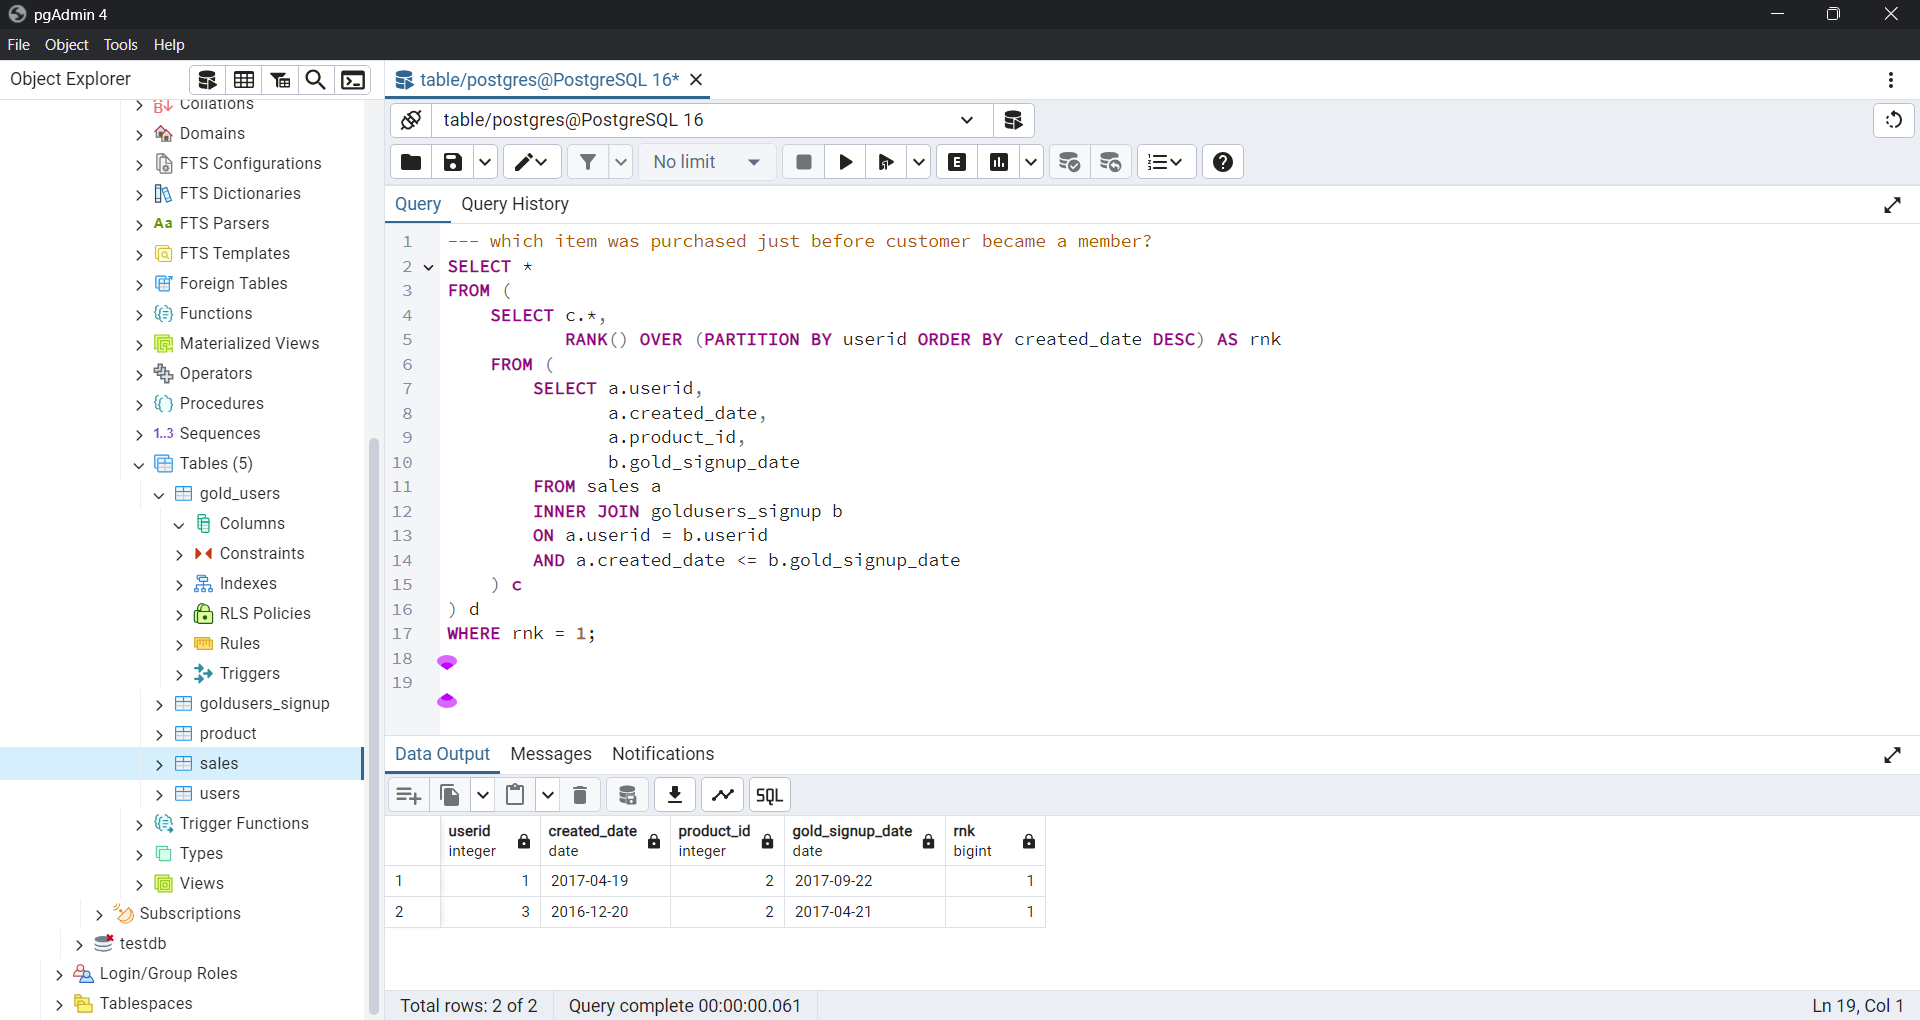 pgAdmin 4
File Object Tools Help
Object Explorer
table/postgres@PostgreSQL 16*
table/postgres@PostgreSQL 16
No limit
Query Query History
Collations
Domains
FTS Configurations
FTS Dictionaries
Aa FTS Parsers
FTS Templates
Foreign Tables
Functions
Materialized Views
Operators
Procedures
1..3 Sequences
Tables (5)
gold_users
Columns
Constraints
Indexes
RLS Policies
Rules
Triggers
goldusers_signup
product
sales
users
Trigger Functions
Types
Views
Subscriptions
testdb
Login/Group Roles
Tablespaces
1 --- which item was purchased just before customer became a member?
2 SELECT *
3 FROM (
4 SELECT c.*,
5 RANK() OVER (PARTITION BY userid ORDER BY created_date DESC) AS rnk
6 FROM (
7 SELECT a.userid,
8 a.created_date,
9 a.product_id,
10 b.gold_signup_date
11 FROM sales a
12 INNER JOIN goldusers_signup b
13 ON a.userid = b.userid
14 AND a.created_date <= b.gold_signup_date
15 ) c
16 ) d
17 WHERE rnk = 1;
18
19
Data Output Messages Notifications
SQL
userid created_date product_id gold_signup_date rnk
integer date integer date bigint
1 1 2017-04-19 2 2017-09-22 1
2 3 2016-12-20 2 2017-04-21 1
Total rows: 2 of 2 Query complete 00:00:00.061 Ln 19, Col 1